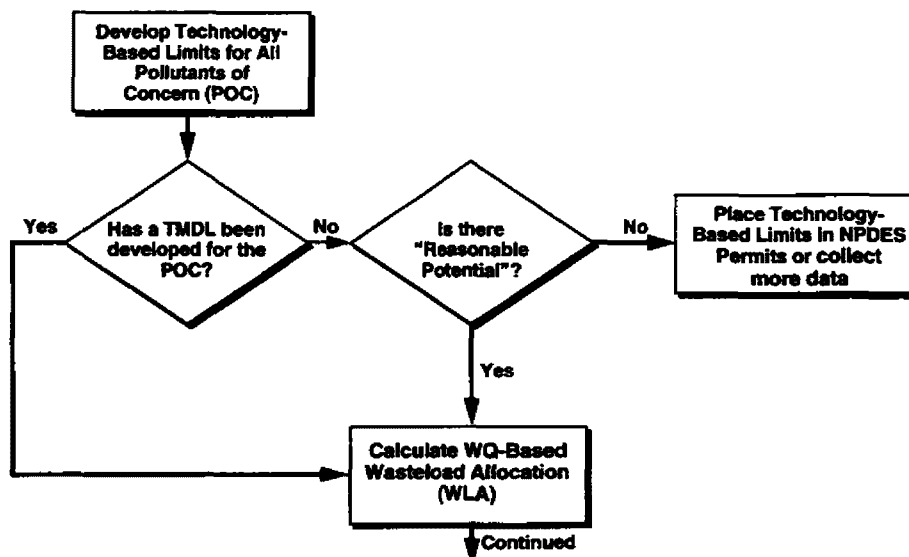 Develop Technology-
Based Limits for All
Pollutants of
Concern (POC)
Yes
Has a TMDL been
developed for the
POC?
No
Is there
"Reasonable
Potential"?
No
Place Technology-
Based Limits in NPDES
Permits or collect
more data
Yes
Calculate WQ-Based
Wasteload Allocation
(WLA)
Continued